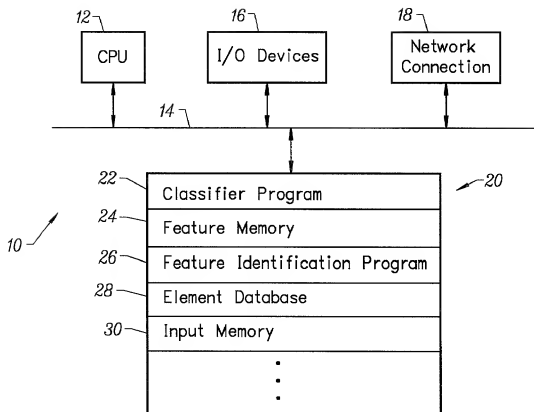 12
CPU
16
I/O Devices
18
Network
Connection
14
22
Classifier Program
20
24
Feature Memory
10
26
Feature Identification Program
28
Element Database
30
Input Memory